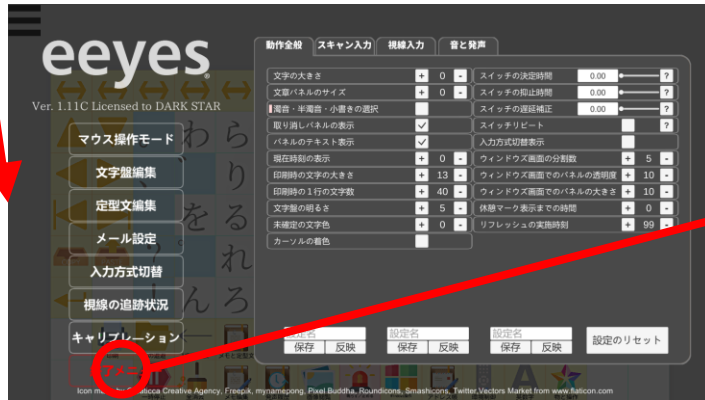 eeyes
Ver. 1.11C Licensed to DARK STAR
マウス操作モード
文字盤編集
定型文編集
メール設定
入力方式切替
視線の追跡状況
キャリブレーション
動作全般 スキャン入力 視線入力 音と発声
文字の大きさ + 0 -
文章パネルのサイズ + 0 -
濁音・半濁音・小書きの選択
取り消しパネルの表示
パネルのテキスト表示
現在時刻の表示 + 0 -
印刷時の文字の大きさ + 13 -
印刷時の1行の文字数 + 40 -
文字盤の明るさ + 5 -
未確定の文字色 + 0 -
カーソルの着色
スイッチの決定時間 0.00 ?
スイッチの抑止時間 0.00 ?
スイッチの遅延補正 0.00 ?
スイッチリピート ?
入力方式切替表示
ウィンドウズ画面の分割数 + 5 -
ウィンドウズ画面でのパネルの透明度 + 10 -
ウィンドウズ画面でのパネルの大きさ + 10 -
休憩マーク表示までの時間 + 0 -
リフレッシュの実施時刻 + 99 -
設定名 設定名 設定名
保存 反映 保存 反映 保存 反映 設定のリセット
わ ら
り
を る
れ
ん ろ
Creative Agency, Freepik, mynamepong, Pixel Buddha, Roundicons, Smashicons, Twitter,Vectors Market from www.flaticon.com